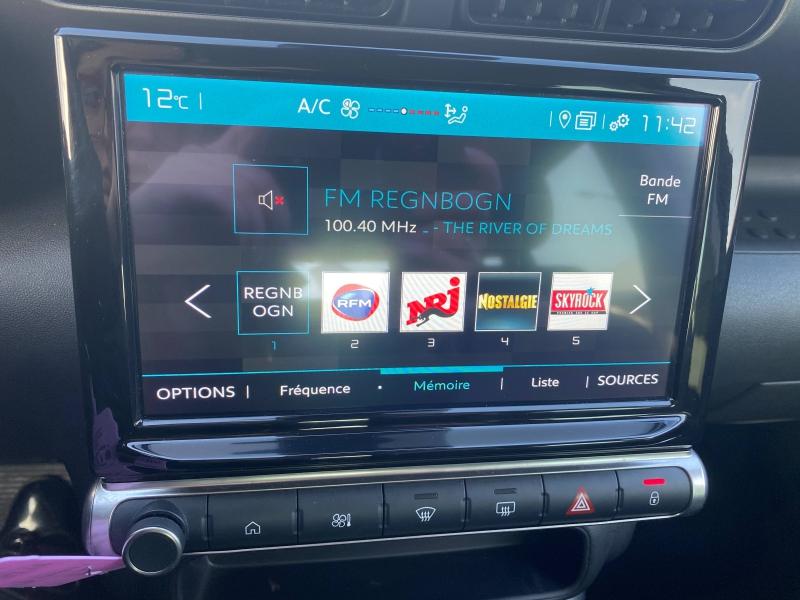 12°C | A/C | | 11:42
FM REGNBOGN
100.40 MHz _ - THE RIVER OF DREAMS
Bande
FM
REGNB
OGN
RFM
NRJ
NOSTALGIE
SKYROCK
1 2 3 4 5
OPTIONS | Fréquence · Mémoire | Liste | SOURCES